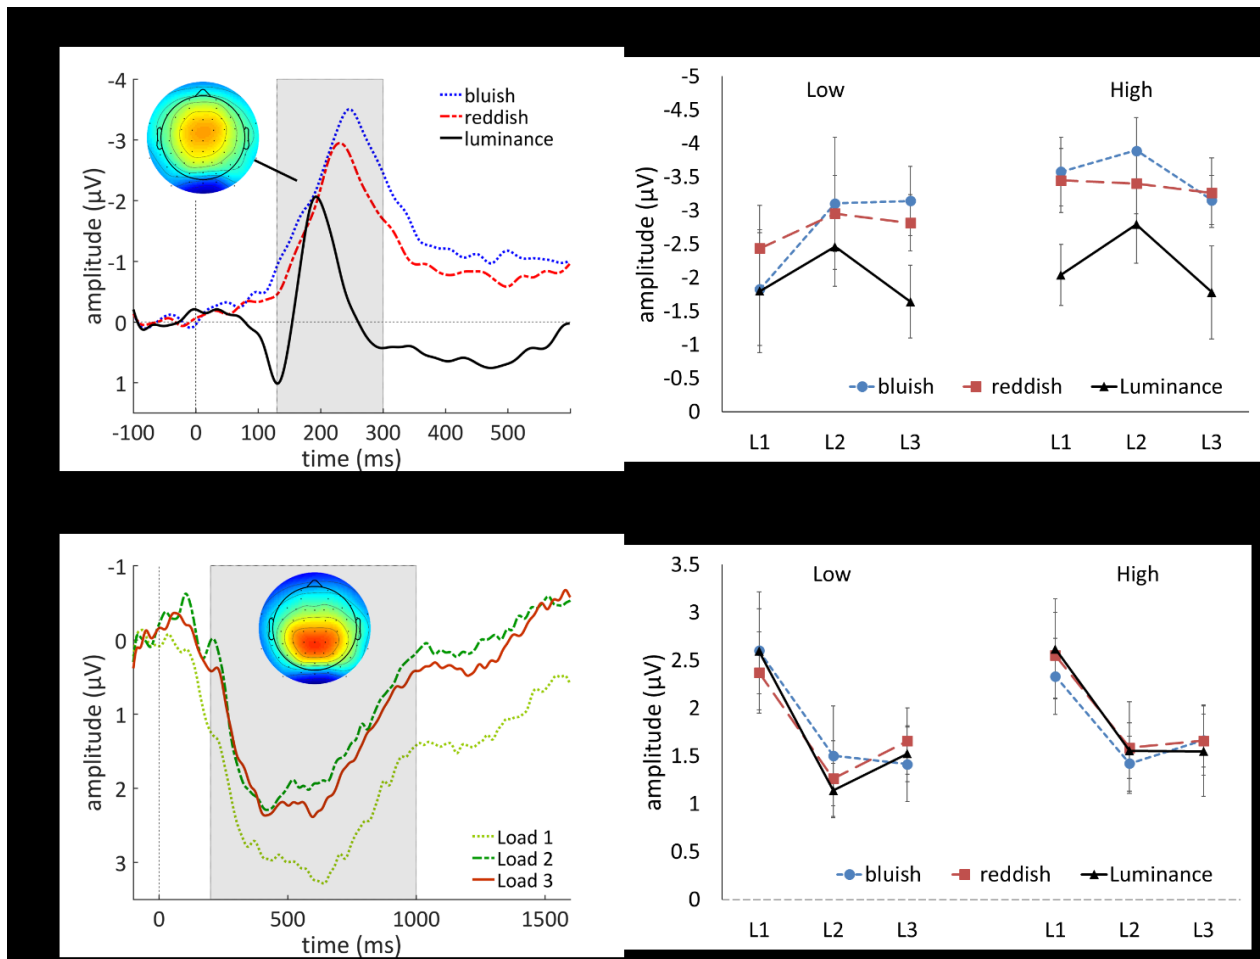 -4
-3
-2
-1
0
1
amplitude (µV)
bluish
reddish
luminance
-100 0 100 200 300 400 500
time (ms)
-5
-4.5
-4
-3.5
-3
-2.5
-2
-1.5
-1
-0.5
0
amplitude (µV)
Low High
bluish reddish Luminance
L1 L2 L3 L1 L2 L3
-1
0
1
2
3
amplitude (µV)
Load 1
Load 2
Load 3
0 500 1000 1500
time (ms)
3.5
3
2.5
2
1.5
1
0.5
0
amplitude (µV)
Low High
bluish reddish Luminance
L1 L2 L3 L1 L2 L3